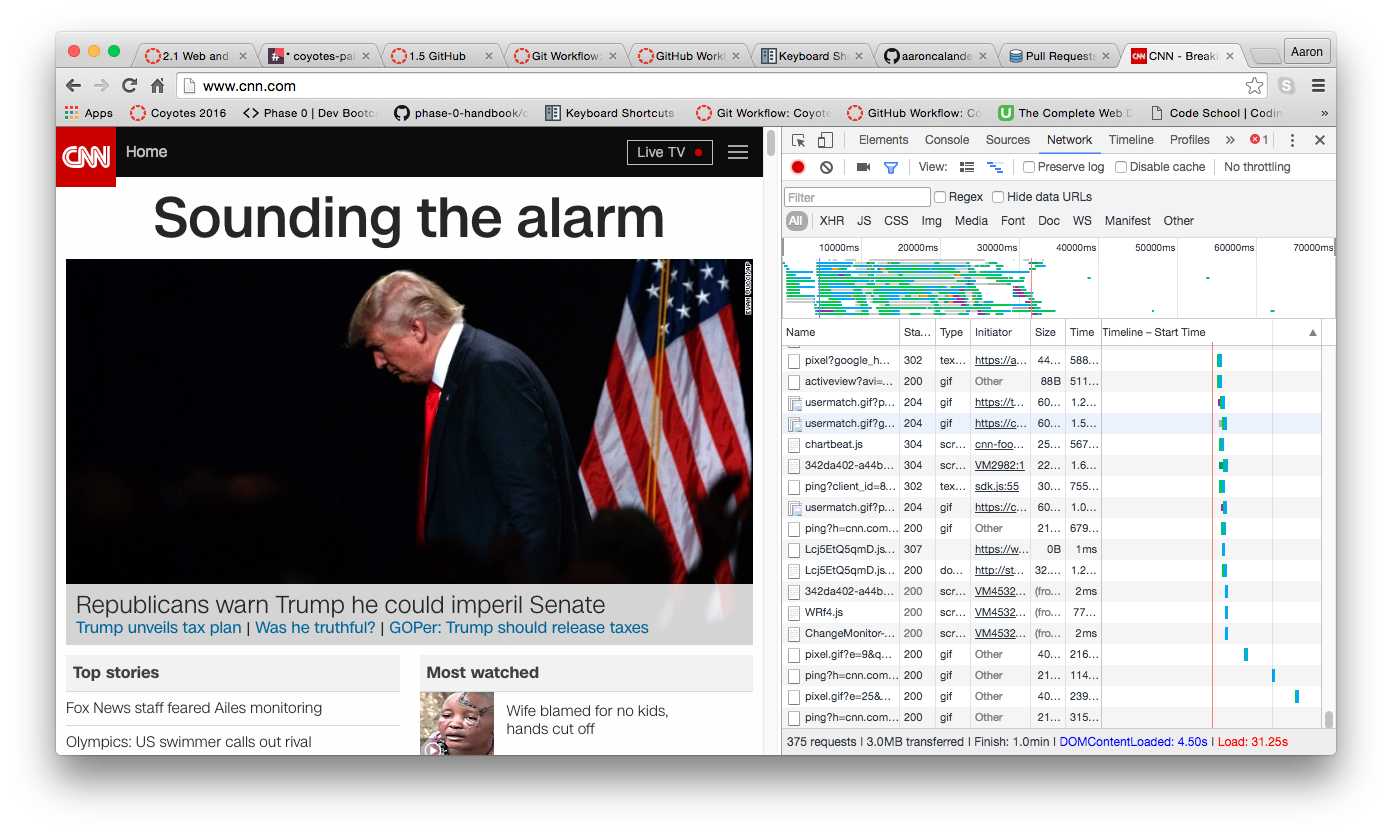 2.1 Web and
* coyotes-pal
1.5 GitHub
Git Workflow:
GitHub Workf
Keyboard Sho
aaroncalande
Pull Requests
CNN - Breaki
Aaron
www.cnn.com
Apps
Coyotes 2016
Phase 0 | Dev Bootc
phase-0-handbook/c
Keyboard Shortcuts
Git Workflow: Coyote
GitHub Workflow: Co
The Complete Web D
Code School | Codin
»
CNN
Home
Live TV
Sounding the alarm
Republicans warn Trump he could imperil Senate
Trump unveils tax plan | Was he truthful? | GOPer: Trump should release taxes
Top stories
Fox News staff feared Ailes monitoring
Olympics: US swimmer calls out rival
Most watched
Wife blamed for no kids,
hands cut off
Elements Console Sources Network Timeline Profiles » 1
View: Preserve log Disable cache No throttling
Filter Regex Hide data URLs
All XHR JS CSS Img Media Font Doc WS Manifest Other
10000ms 20000ms 30000ms 40000ms 50000ms 60000ms 70000ms
Name Sta... Type Initiator Size Time Timeline – Start Time
pixel?google_h... 302 tex... https://a... 44... 588...
activeview?avi=... 200 gif Other 88B 511...
usermatch.gif?p... 204 gif https://t... 60... 1.2...
usermatch.gif?g... 204 gif https://c... 60... 1.5...
chartbeat.js 304 scr... cnn-foo... 25... 567...
342da402-a44b... 304 scr... VM2982:1 22... 1.6...
ping?client_id=8... 302 tex... sdk.js:55 30... 755...
usermatch.gif?p... 204 gif https://c... 60... 1.0...
ping?h=cnn.com... 200 gif Other 21... 679...
Lcj5EtQ5qmD.js... 307 https://w... 0B 1ms
Lcj5EtQ5qmD.js... 200 do... http://st... 32.... 1.2...
342da402-a44b... 200 scr... VM4532... (fro... 2ms
WRf4.js 200 scr... VM4532... (fro... 77...
ChangeMonitor-... 200 scr... VM4532... (fro... 2ms
pixel.gif?e=9&q... 200 gif Other 40... 216...
ping?h=cnn.com... 200 gif Other 21... 114...
pixel.gif?e=25&... 200 gif Other 40... 239...
ping?h=cnn.com... 200 gif Other 21... 315...
375 requests | 3.0MB transferred | Finish: 1.0min | DOMContentLoaded: 4.50s | Load: 31.25s